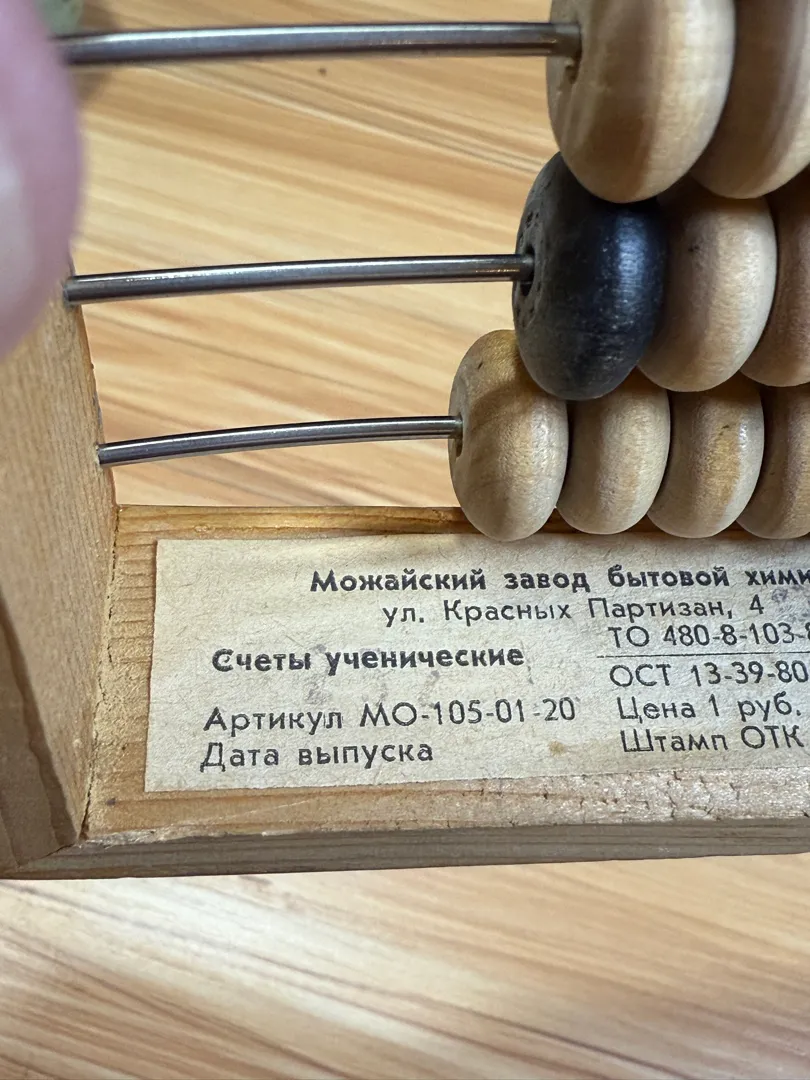 Можайский завод бытовой хими
ул. Красных Партизан, 4
ТО 480-8-103-8
Счеты ученические
ОСТ 13-39-80
Артикул МО-105-01-20
Цена 1 руб.
Дата выпуска
Штамп ОТК